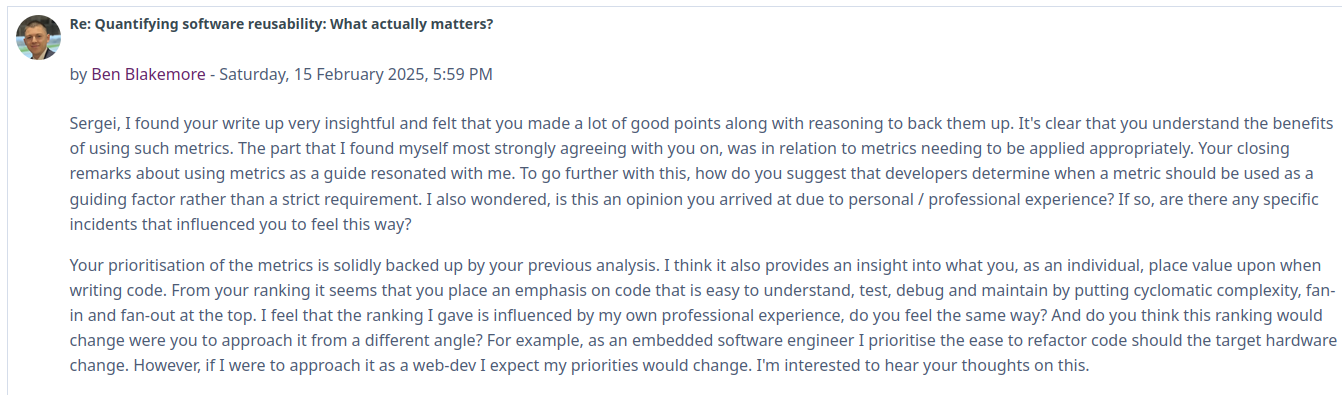 Re: Quantifying software reusability: What actually matters?
by Ben Blakemore - Saturday, 15 February 2025, 5:59 PM
Sergei, I found your write up very insightful and felt that you made a lot of good points along with reasoning to back them up. It's clear that you understand the benefits
of using such metrics. The part that I found myself most strongly agreeing with you on, was in relation to metrics needing to be applied appropriately. Your closing
remarks about using metrics as a guide resonated with me. To go further with this, how do you suggest that developers determine when a metric should be used as a
guiding factor rather than a strict requirement. I also wondered, is this an opinion you arrived at due to personal / professional experience? If so, are there any specific
incidents that influenced you to feel this way?
Your prioritisation of the metrics is solidly backed up by your previous analysis. I think it also provides an insight into what you, as an individual, place value upon when
writing code. From your ranking it seems that you place an emphasis on code that is easy to understand, test, debug and maintain by putting cyclomatic complexity, fan-
in and fan-out at the top. I feel that the ranking I gave is influenced by my own professional experience, do you feel the same way? And do you think this ranking would
change were you to approach it from a different angle? For example, as an embedded software engineer I prioritise the ease to refactor code should the target hardware
change. However, if I were to approach it as a web-dev I expect my priorities would change. I'm interested to hear your thoughts on this.